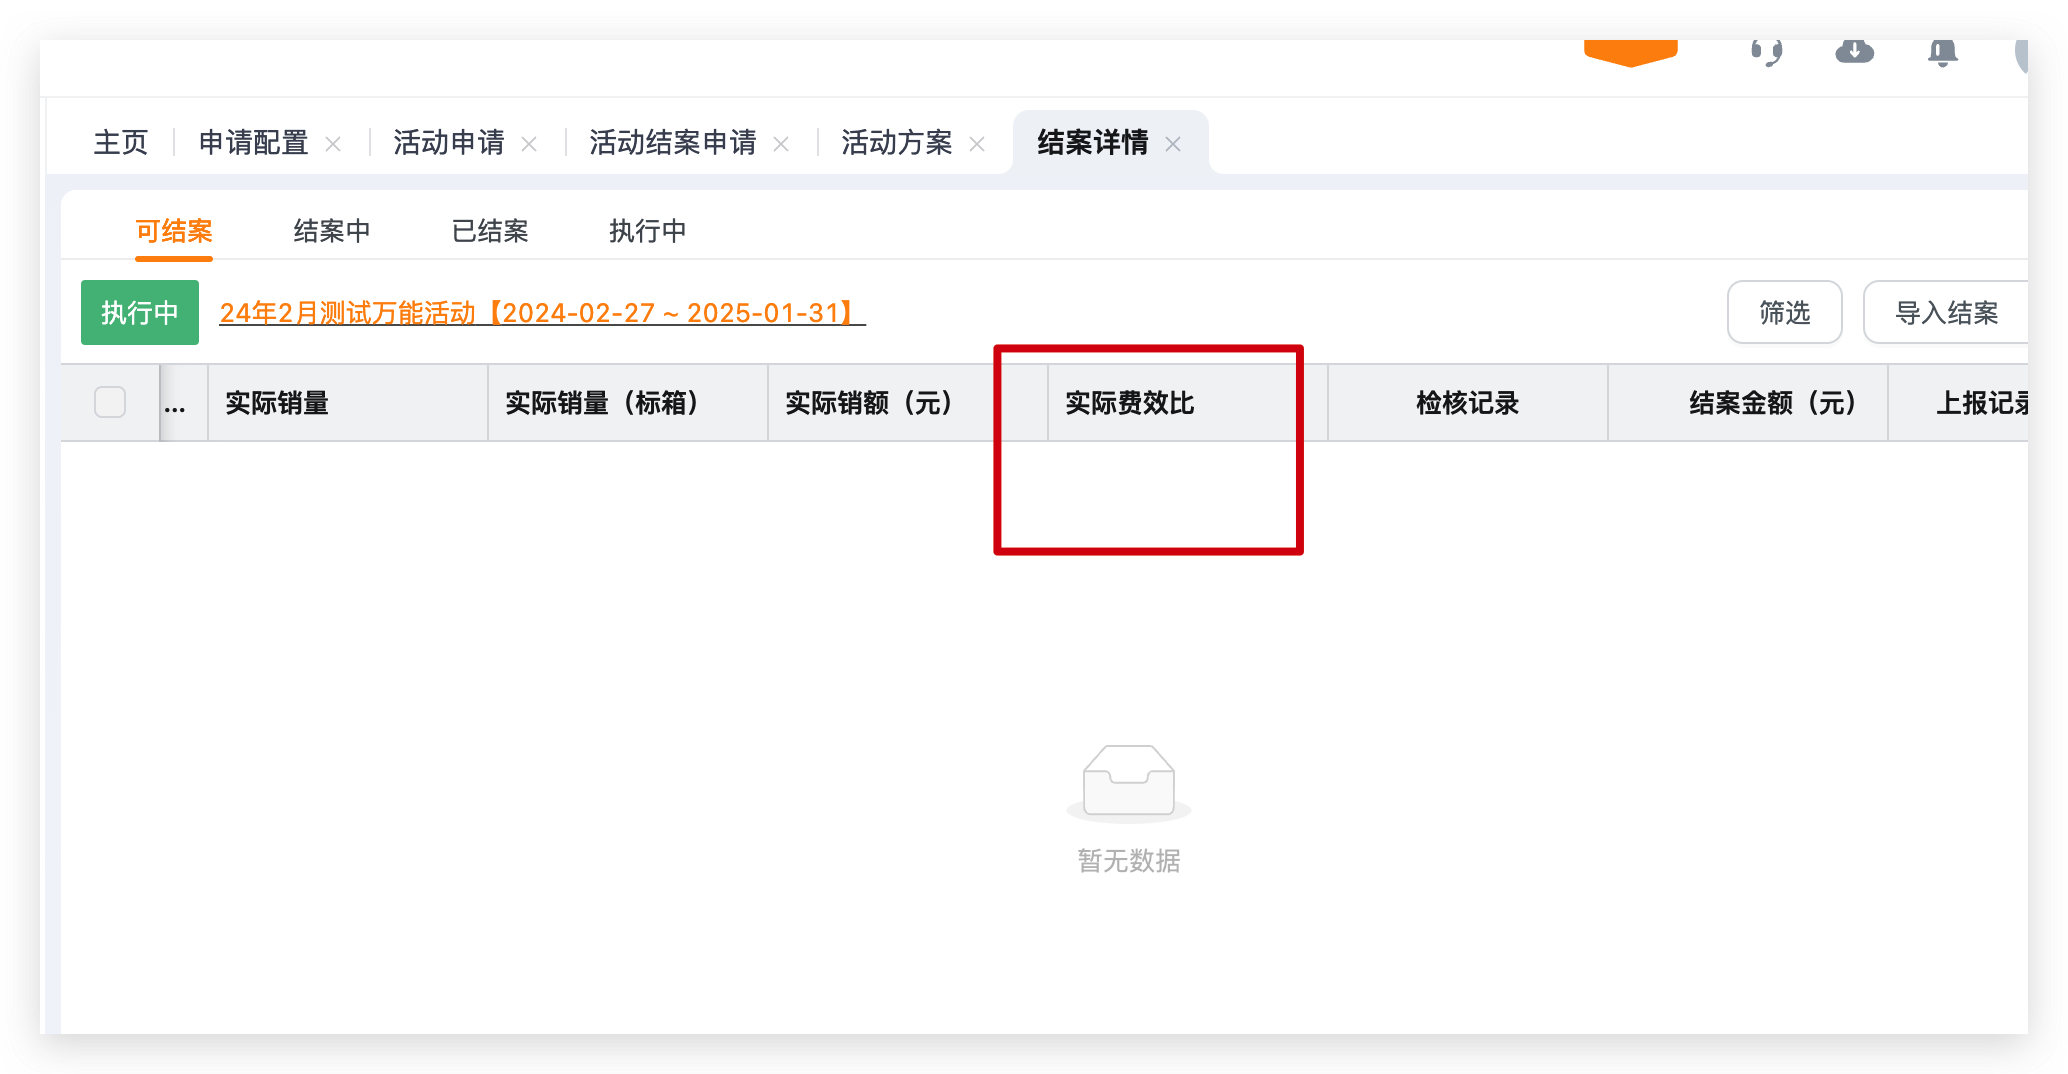 主页 申请配置 活动申请 活动结案申请 活动方案 结案详情
可结案 结案中 已结案 执行中
执行中 24年2月测试万能活动【2024-02-27 ~ 2025-01-31】 筛选 导入结案
... 实际销量 实际销量（标箱） 实际销额（元） 实际费效比 检核记录 结案金额（元） 上报记录
暂无数据